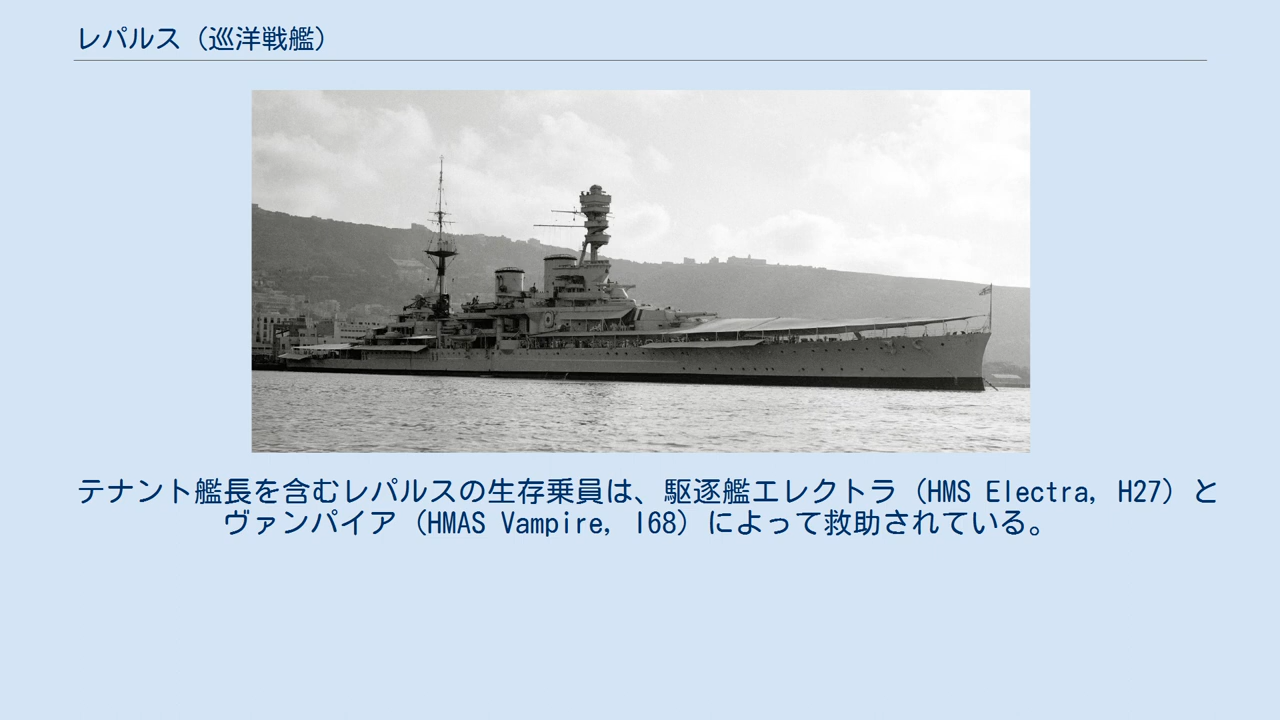 レパルス（巡洋戦艦）
テナント艦長を含むレパルスの生存乗員は、駆逐艦エレクトラ（HMS Electra, H27）と
ヴァンパイア（HMAS Vampire, I68）によって救助されている。